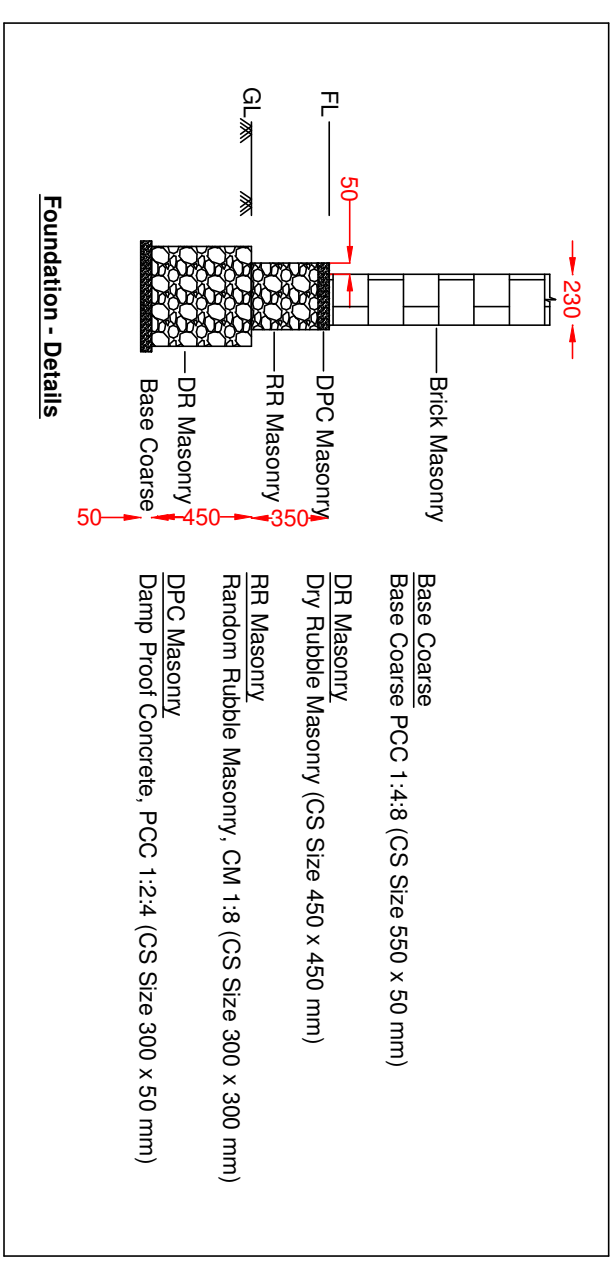 230
Brick Masonry
FL
50
DPC Masonry
RR Masonry
350
GL
DR Masonry
450
Base Coarse
50
Base Coarse
Base Coarse PCC 1:4:8 (CS Size 550 x 50 mm)
DR Masonry
Dry Rubble Masonry (CS Size 450 x 450 mm)
RR Masonry
Random Rubble Masonry, CM 1:8 (CS Size 300 x 300 mm)
DPC Masonry
Damp Proof Concrete, PCC 1:2:4 (CS Size 300 x 50 mm)
Foundation - Details